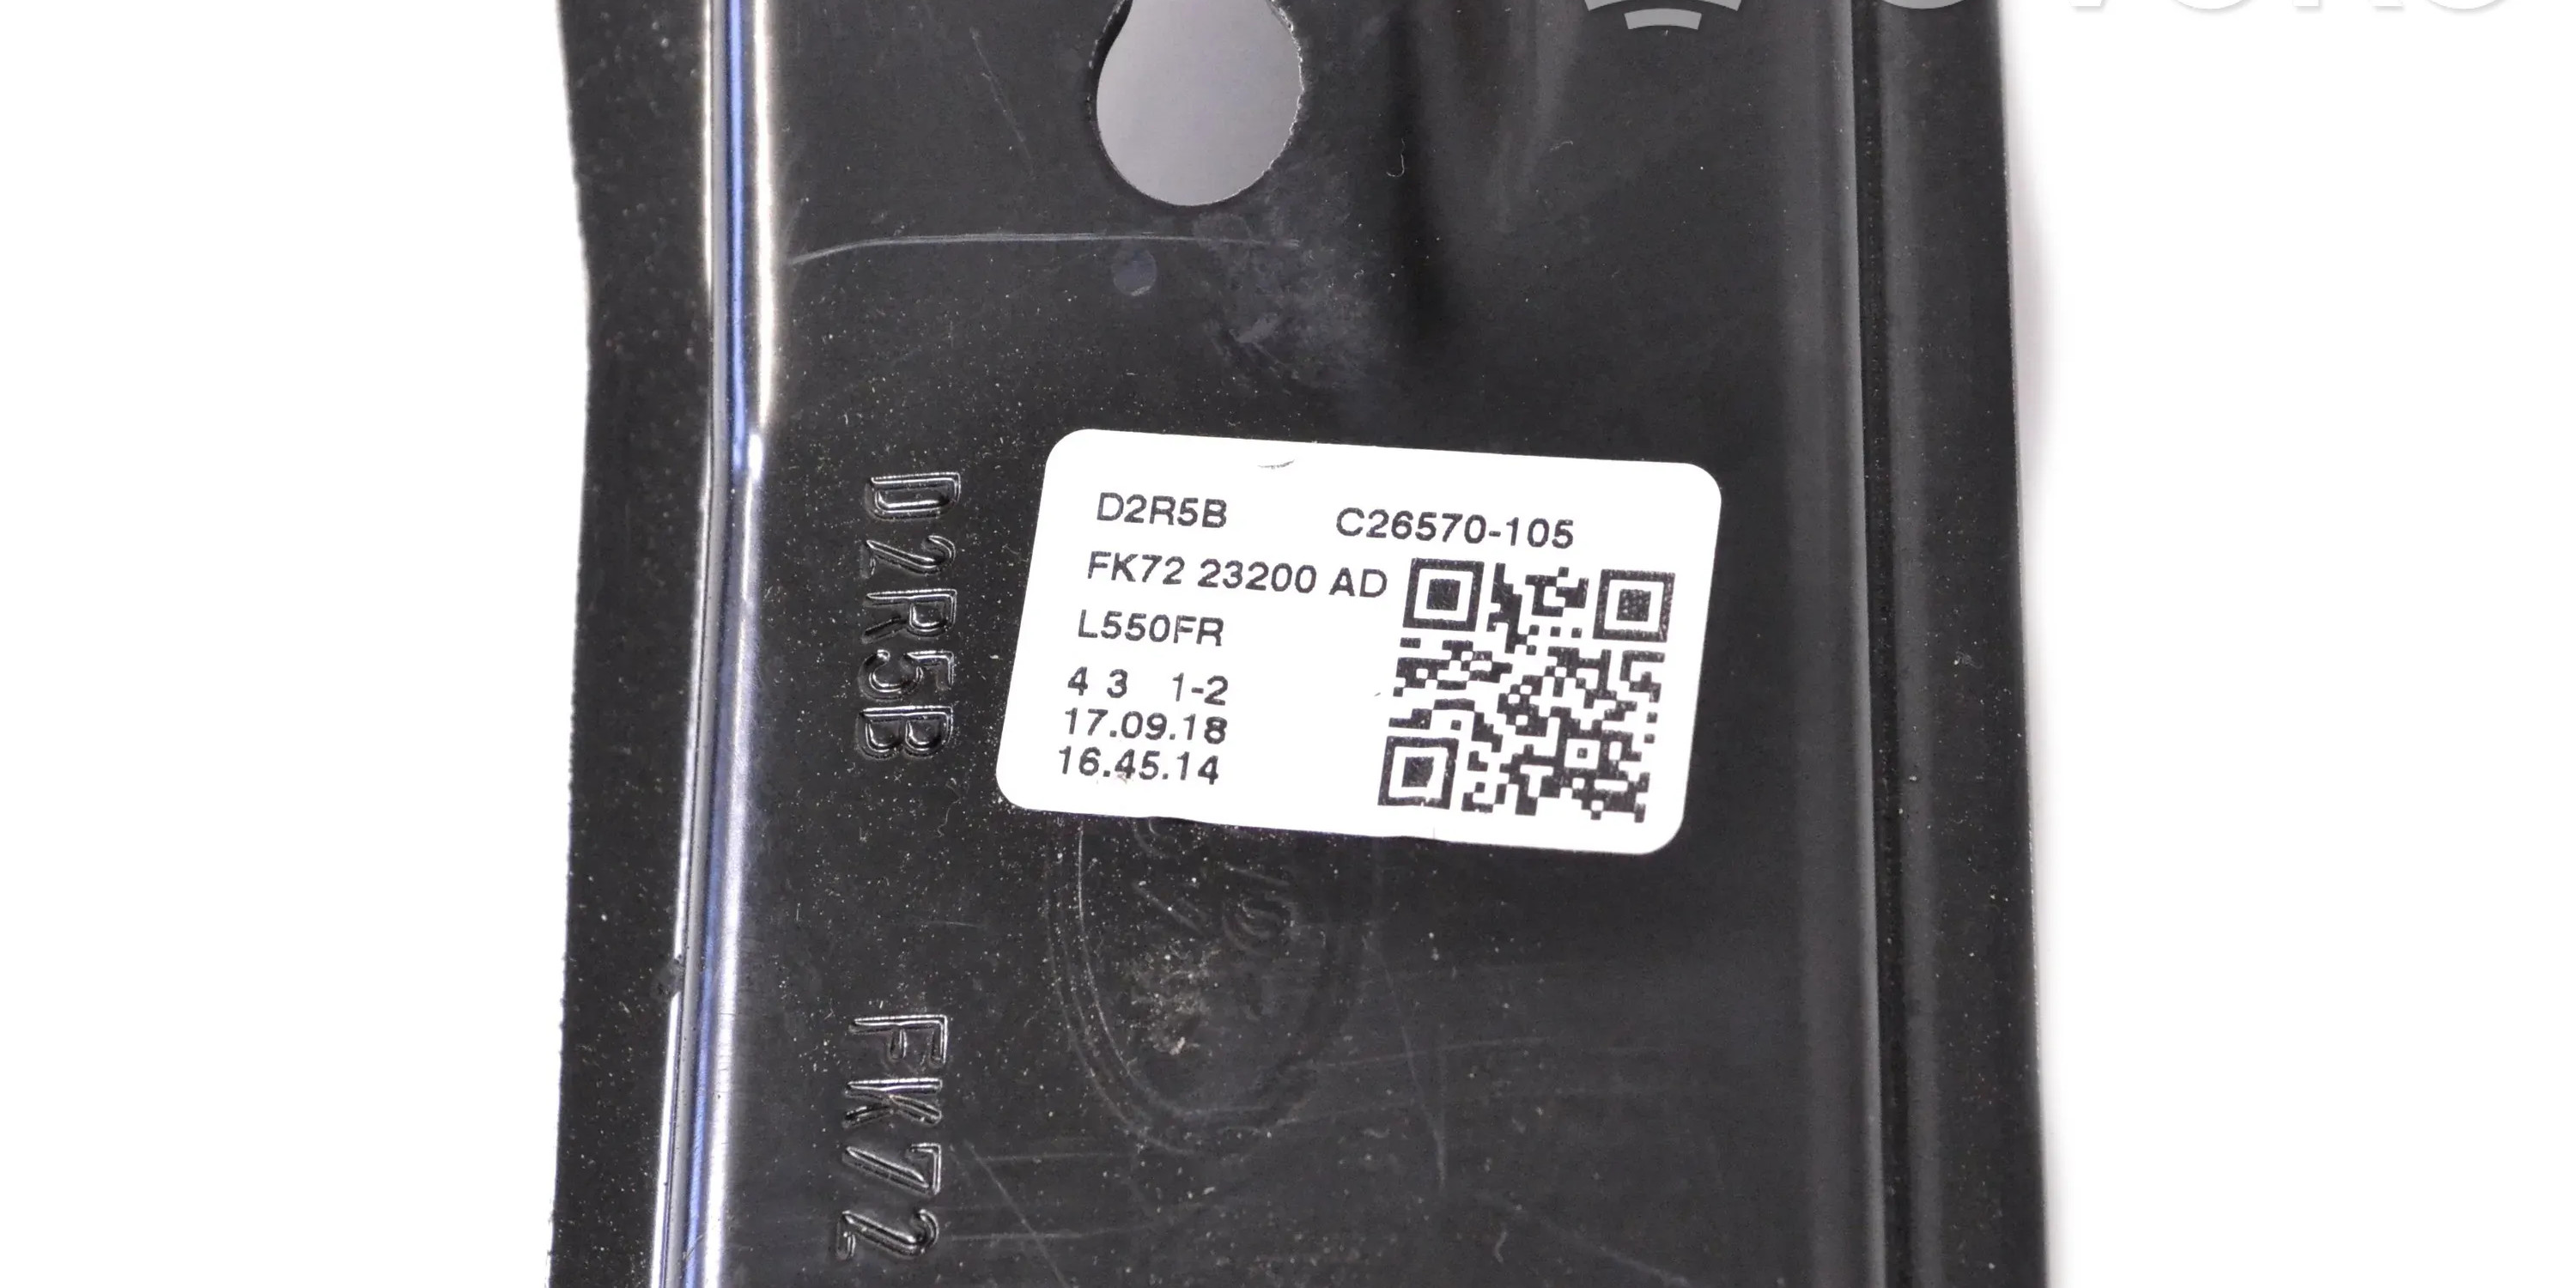 D2R5B C26570-105
FK72 23200 AD
L550FR
4 3 1-2
17.09.18
16.45.14
D2R5B
FK72